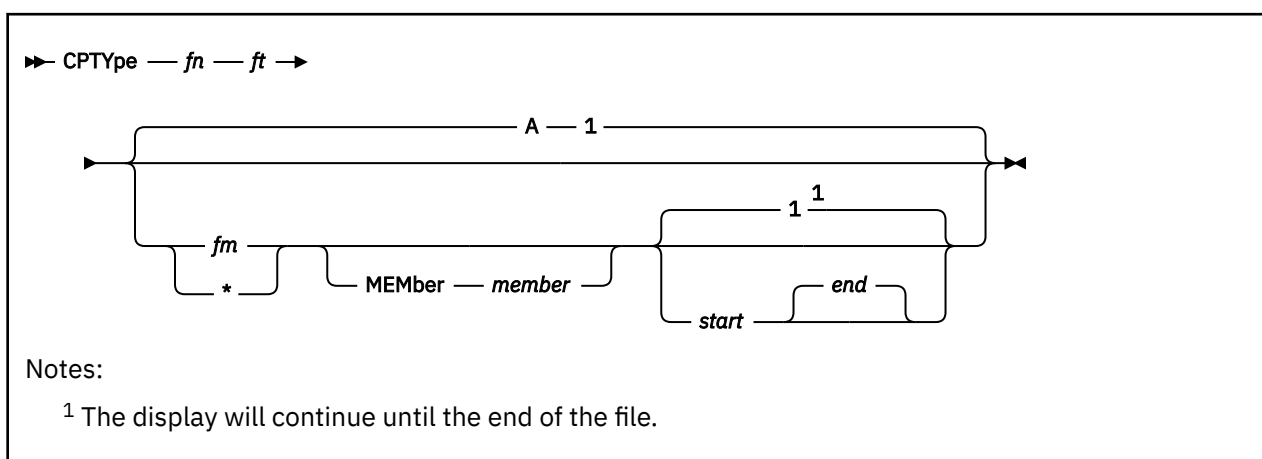 CPTYpe fn ft
A 1
1 1
fm
*
MEMber member
end
start
Notes:
1 The display will continue until the end of the file.